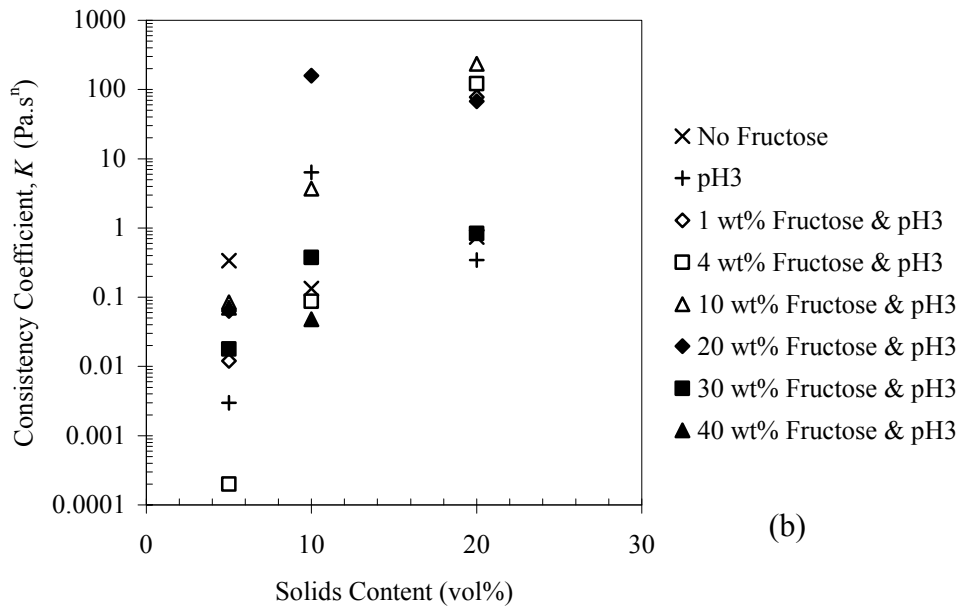 1000
100
10
1
0.1
0.01
0.001
0.0001
Consistency Coefficient, K (Pa.sⁿ)
0 10 20 30
Solids Content (vol%)
No Fructose
pH3
1 wt% Fructose & pH3
4 wt% Fructose & pH3
10 wt% Fructose & pH3
20 wt% Fructose & pH3
30 wt% Fructose & pH3
40 wt% Fructose & pH3
(b)